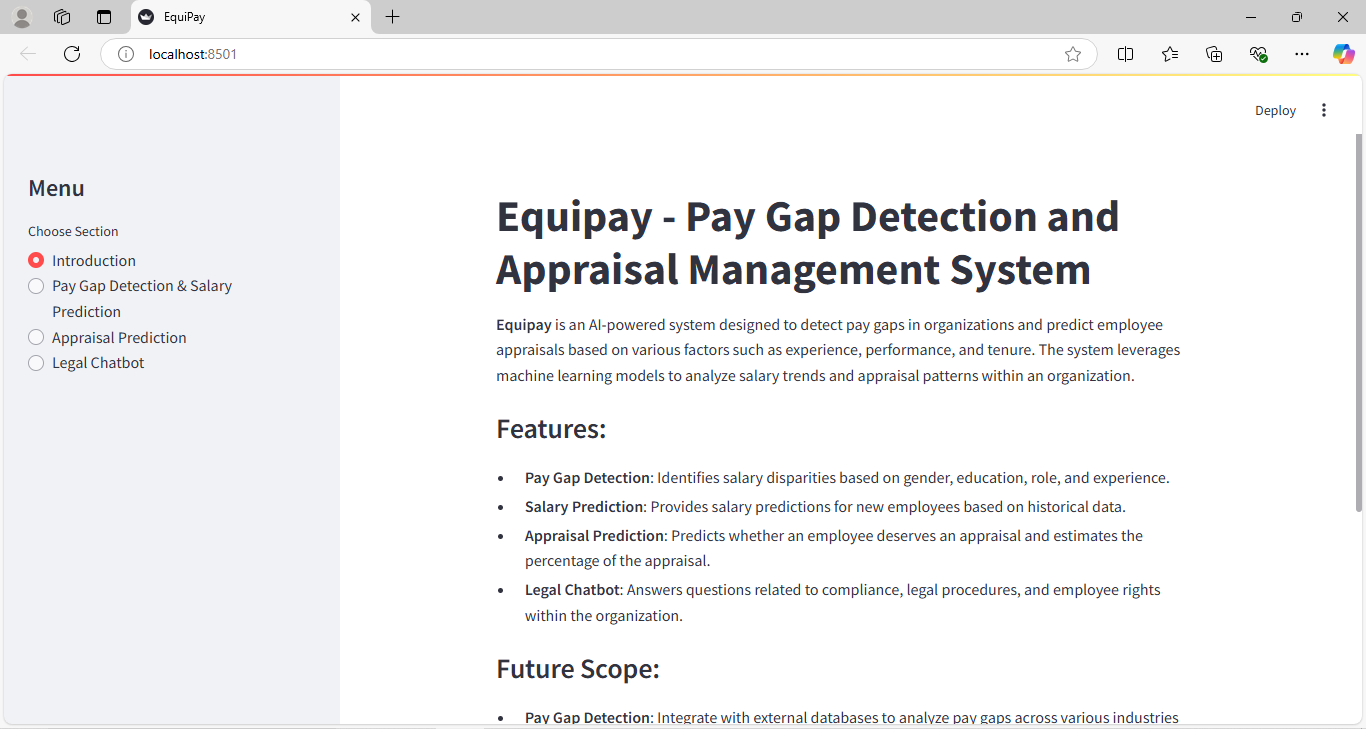 EquiPay
localhost:8501
Deploy
Menu
Choose Section
Introduction
Pay Gap Detection & Salary
Prediction
Appraisal Prediction
Legal Chatbot
Equipay - Pay Gap Detection and
Appraisal Management System
Equipay is an AI-powered system designed to detect pay gaps in organizations and predict employee
appraisals based on various factors such as experience, performance, and tenure. The system leverages
machine learning models to analyze salary trends and appraisal patterns within an organization.
Features:
• Pay Gap Detection: Identifies salary disparities based on gender, education, role, and experience.
• Salary Prediction: Provides salary predictions for new employees based on historical data.
• Appraisal Prediction: Predicts whether an employee deserves an appraisal and estimates the
percentage of the appraisal.
• Legal Chatbot: Answers questions related to compliance, legal procedures, and employee rights
within the organization.
Future Scope:
• Pay Gap Detection: Integrate with external databases to analyze pay gaps across various industries